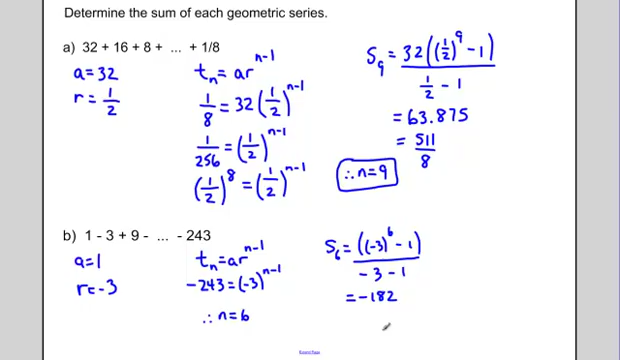 Determine the sum of each geometric series.
a) 32 + 16 + 8 + ... + 1/8
a = 32
r = 1/2
tₙ = arⁿ⁻¹
1/8 = 32(1/2)ⁿ⁻¹
1/256 = (1/2)ⁿ⁻¹
(1/2)⁸ = (1/2)ⁿ⁻¹
∴ n = 9
S₉ = 32((1/2)⁹ - 1)
1/2 - 1
= 63.875
= 511/8
b) 1 - 3 + 9 - ... - 243
a = 1
r = -3
tₙ = arⁿ⁻¹
-243 = (-3)ⁿ⁻¹
∴ n = 6
S₆ = ((-3)⁶ - 1)
-3 - 1
= -182